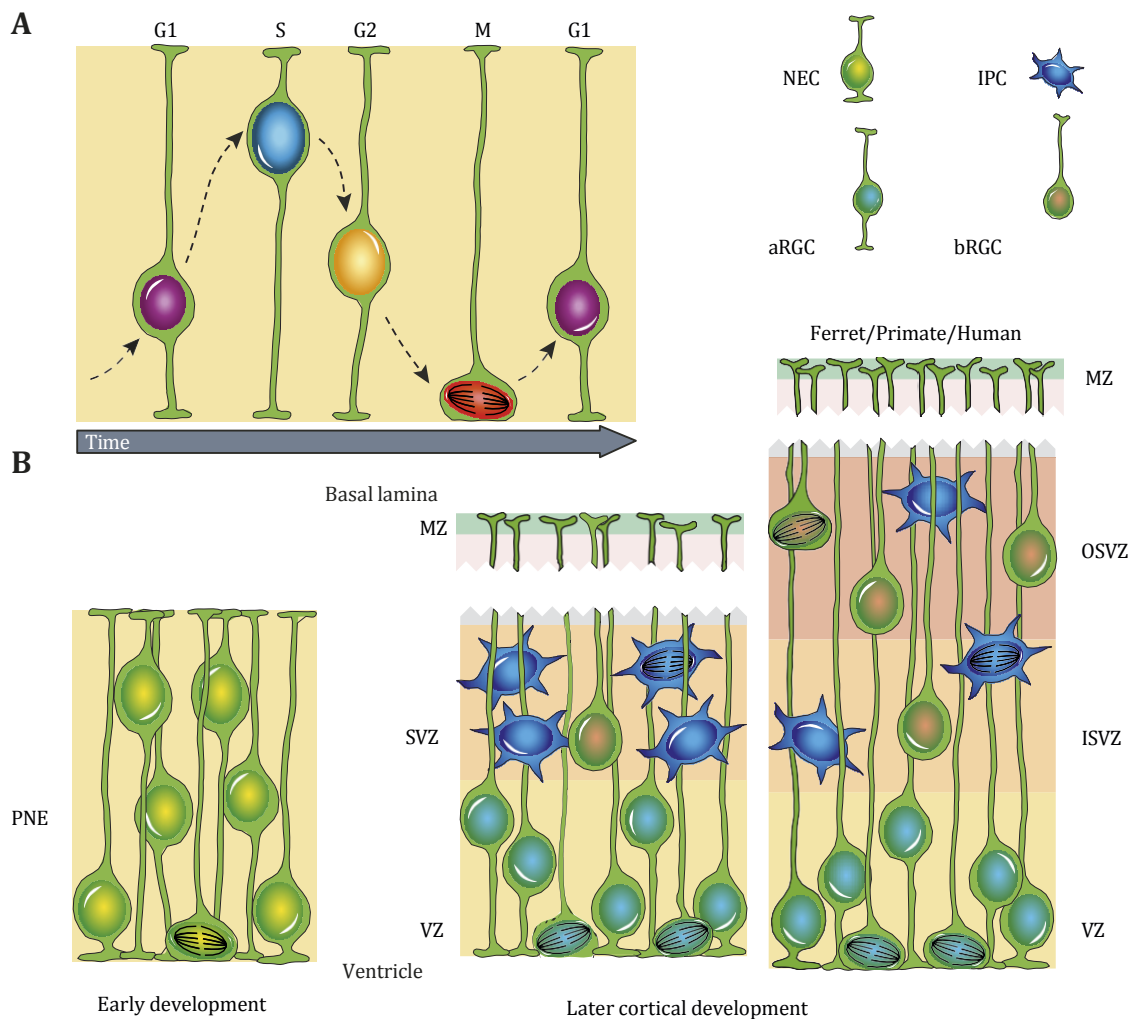 A
G1 S G2 M G1
NEC IPC
aRGC bRGC
Time
Ferret/Primate/Human
MZ
B
Basal lamina
MZ
OSVZ
SVZ ISVZ
PNE
VZ VZ
Ventricle
Early development
Later cortical development